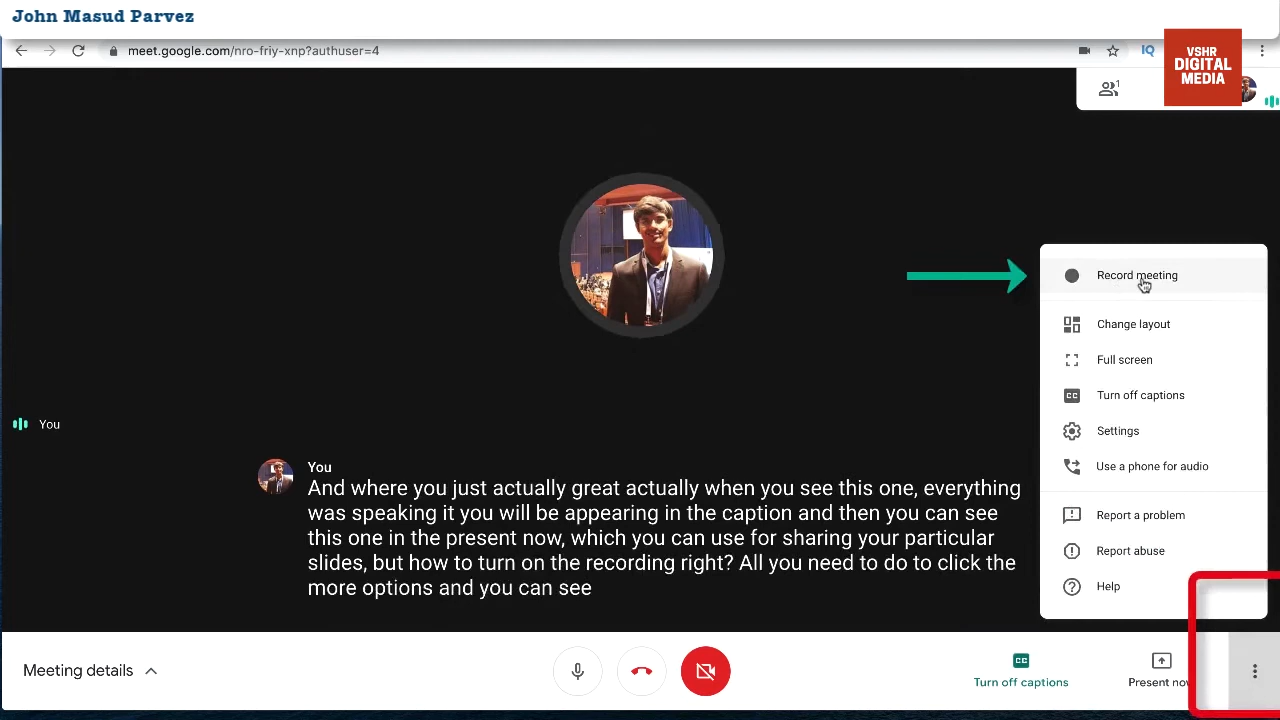 John Masud Parvez
meet.google.com/nro-friy-xnp?authuser=4
IQ
VSHR
DIGITAL
MEDIA
1
Record meeting
Change layout
Full screen
CC Turn off captions
Settings
Use a phone for audio
Report a problem
Report abuse
Help
You
You
And where you just actually great actually when you see this one, everything
was speaking it you will be appearing in the caption and then you can see
this one in the present now, which you can use for sharing your particular
slides, but how to turn on the recording right? All you need to do to click the
more options and you can see
Meeting details
CC
Turn off captions
Present now